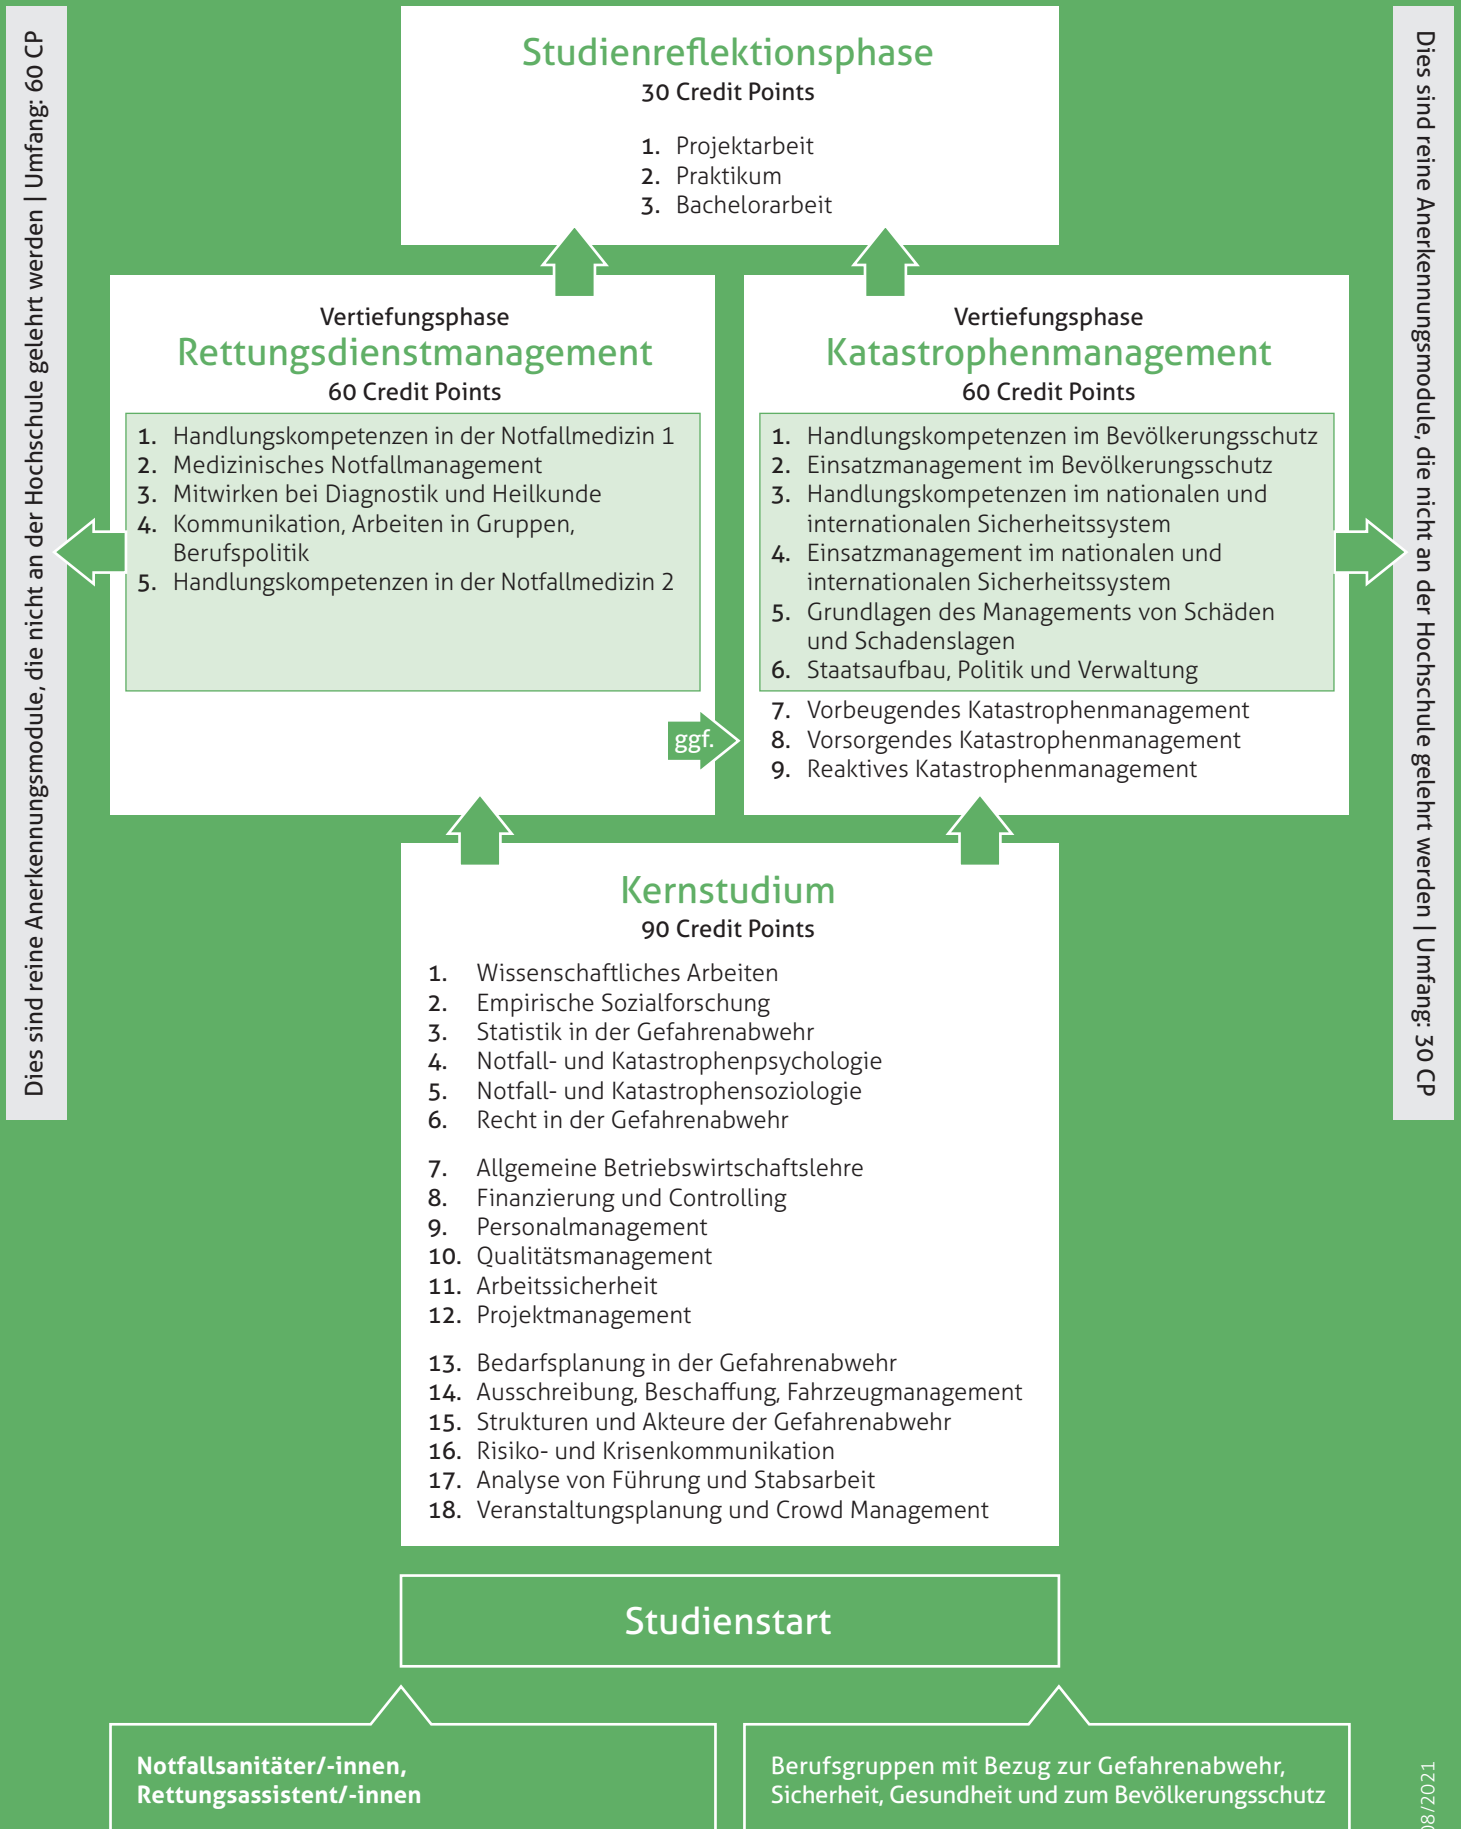 Studienreflektionsphase
30 Credit Points
1. Projektarbeit
2. Praktikum
3. Bachelorarbeit
Dies sind reine Anerkennungsmodule, die nicht an der Hochschule gelehrt werden | Umfang: 60 CP
Vertiefungsphase
Rettungsdienstmanagement
60 Credit Points
1. Handlungskompetenzen in der Notfallmedizin 1
2. Medizinisches Notfallmanagement
3. Mitwirken bei Diagnostik und Heilkunde
4. Kommunikation, Arbeiten in Gruppen,
Berufspolitik
5. Handlungskompetenzen in der Notfallmedizin 2
ggf.
Vertiefungsphase
Katastrophenmanagement
60 Credit Points
1. Handlungskompetenzen im Bevölkerungsschutz
2. Einsatzmanagement im Bevölkerungsschutz
3. Handlungskompetenzen im nationalen und
internationalen Sicherheitssystem
4. Einsatzmanagement im nationalen und
internationalen Sicherheitssystem
5. Grundlagen des Managements von Schäden
und Schadenslagen
6. Staatsaufbau, Politik und Verwaltung
7. Vorbeugendes Katastrophenmanagement
8. Vorsorgendes Katastrophenmanagement
9. Reaktives Katastrophenmanagement
Dies sind reine Anerkennungsmodule, die nicht an der Hochschule gelehrt werden | Umfang: 30 CP
Kernstudium
90 Credit Points
1. Wissenschaftliches Arbeiten
2. Empirische Sozialforschung
3. Statistik in der Gefahrenabwehr
4. Notfall- und Katastrophenpsychologie
5. Notfall- und Katastrophensoziologie
6. Recht in der Gefahrenabwehr
7. Allgemeine Betriebswirtschaftslehre
8. Finanzierung und Controlling
9. Personalmanagement
10. Qualitätsmanagement
11. Arbeitssicherheit
12. Projektmanagement
13. Bedarfsplanung in der Gefahrenabwehr
14. Ausschreibung, Beschaffung, Fahrzeugmanagement
15. Strukturen und Akteure der Gefahrenabwehr
16. Risiko- und Krisenkommunikation
17. Analyse von Führung und Stabsarbeit
18. Veranstaltungsplanung und Crowd Management
Studienstart
Notfallsanitäter/-innen,
Rettungsassistent/-innen
Berufsgruppen mit Bezug zur Gefahrenabwehr,
Sicherheit, Gesundheit und zum Bevölkerungsschutz
08/2021